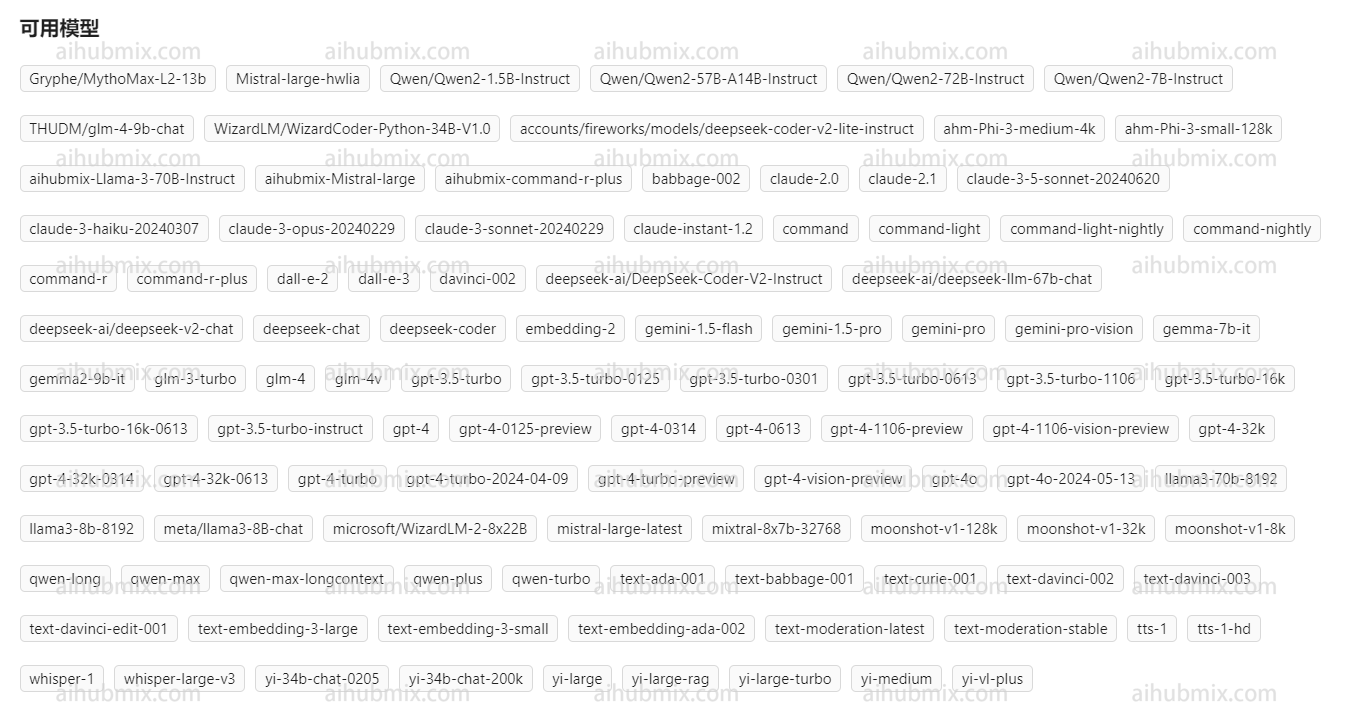 可用模型
aihubmix.com aihubmix.com aihubmix.com aihubmix.com aihubmix.com
Gryphe/MythoMax-L2-13b Mistral-large-hwlia Qwen/Qwen2-1.5B-Instruct Qwen/Qwen2-57B-A14B-Instruct Qwen/Qwen2-72B-Instruct Qwen/Qwen2-7B-Instruct
THUDM/glm-4-9b-chat WizardLM/WizardCoder-Python-34B-V1.0 accounts/fireworks/models/deepseek-coder-v2-lite-instruct ahm-Phi-3-medium-4k ahm-Phi-3-small-128k
aihubmix.com aihubmix.com aihubmix.com aihubmix.com aihubmix.com
aihubmix-Llama-3-70B-Instruct aihubmix-Mistral-large aihubmix-command-r-plus babbage-002 claude-2.0 claude-2.1 claude-3-5-sonnet-20240620
claude-3-haiku-20240307 claude-3-opus-20240229 claude-3-sonnet-20240229 claude-instant-1.2 command command-light command-light-nightly command-nightly
aihubmix.com aihubmix.com aihubmix.com aihubmix.com aihubmix.com
command-r command-r-plus dall-e-2 dall-e-3 davinci-002 deepseek-ai/DeepSeek-Coder-V2-Instruct deepseek-ai/deepseek-llm-67b-chat
deepseek-ai/deepseek-v2-chat deepseek-chat deepseek-coder embedding-2 gemini-1.5-flash gemini-1.5-pro gemini-pro gemini-pro-vision gemma-7b-it
aihubmix.com aihubmix.com aihubmix.com aihubmix.com aihubmix.com
gemma2-9b-it glm-3-turbo glm-4 glm-4v gpt-3.5-turbo gpt-3.5-turbo-0125 gpt-3.5-turbo-0301 gpt-3.5-turbo-0613 gpt-3.5-turbo-1106 gpt-3.5-turbo-16k
gpt-3.5-turbo-16k-0613 gpt-3.5-turbo-instruct gpt-4 gpt-4-0125-preview gpt-4-0314 gpt-4-0613 gpt-4-1106-preview gpt-4-1106-vision-preview gpt-4-32k
aihubmix.com aihubmix.com aihubmix.com aihubmix.com aihubmix.com
gpt-4-32k-0314 gpt-4-32k-0613 gpt-4-turbo gpt-4-turbo-2024-04-09 gpt-4-turbo-preview gpt-4-vision-preview gpt-4o gpt-4o-2024-05-13 llama3-70b-8192
llama3-8b-8192 meta/llama3-8B-chat microsoft/WizardLM-2-8x22B mistral-large-latest mixtral-8x7b-32768 moonshot-v1-128k moonshot-v1-32k moonshot-v1-8k
qwen-long qwen-max qwen-max-longcontext qwen-plus qwen-turbo text-ada-001 text-babbage-001 text-curie-001 text-davinci-002 text-davinci-003
aihubmix.com aihubmix.com aihubmix.com aihubmix.com aihubmix.com
text-davinci-edit-001 text-embedding-3-large text-embedding-3-small text-embedding-ada-002 text-moderation-latest text-moderation-stable tts-1 tts-1-hd
whisper-1 whisper-large-v3 yi-34b-chat-0205 yi-34b-chat-200k yi-large yi-large-rag yi-large-turbo yi-medium yi-vl-plus
aihubmix.com aihubmix.com aihubmix.com aihubmix.com aihubmix.com